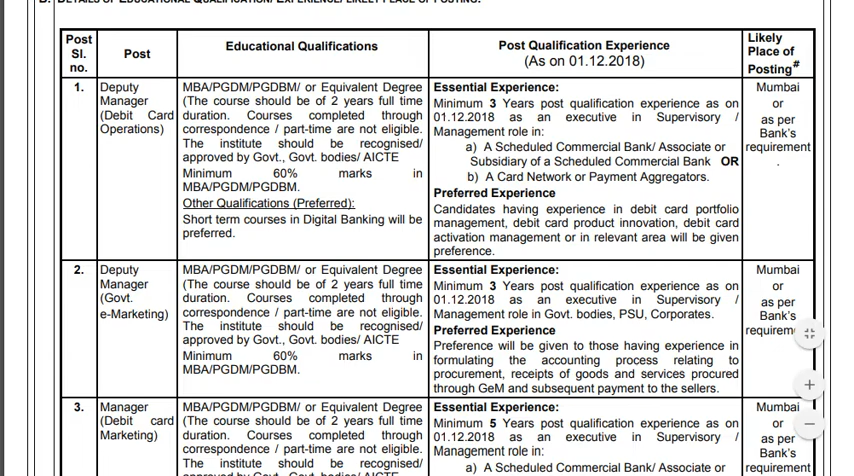 B. DETAILS OF EDUCATIONAL QUALIFICATION/ EXPERIENCE/ LIKELY PLACE OF POSTING:
Post Sl. no.
Post
Educational Qualifications
Post Qualification Experience
(As on 01.12.2018)
Likely Place of Posting#
1.
Deputy
Manager
(Debit Card
Operations)
MBA/PGDM/PGDBM/ or Equivalent Degree
(The course should be of 2 years full time
duration. Courses completed through
correspondence / part-time are not eligible.
The institute should be recognised/
approved by Govt., Govt. bodies/ AICTE
Minimum 60% marks in
MBA/PGDM/PGDBM.
Other Qualifications (Preferred):
Short term courses in Digital Banking will be
preferred.
Essential Experience:
Minimum 3 Years post qualification experience as on
01.12.2018 as an executive in Supervisory /
Management role in:
a) A Scheduled Commercial Bank/ Associate or
Subsidiary of a Scheduled Commercial Bank OR
b) A Card Network or Payment Aggregators.
Preferred Experience
Candidates having experience in debit card portfolio
management, debit card product innovation, debit card
activation management or in relevant area will be given
preference.
Mumbai
or
as per
Bank's
requirement
.
2.
Deputy
Manager
(Govt.
e-Marketing)
MBA/PGDM/PGDBM/ or Equivalent Degree
(The course should be of 2 years full time
duration. Courses completed through
correspondence / part-time are not eligible.
The institute should be recognised/
approved by Govt., Govt. bodies/ AICTE
Minimum 60% marks in
MBA/PGDM/PGDBM.
Essential Experience:
Minimum 3 Years post qualification experience as on
01.12.2018 as an executive in Supervisory /
Management role in Govt. bodies, PSU, Corporates.
Preferred Experience
Preference will be given to those having experience in
formulating the accounting process relating to
procurement, receipts of goods and services procured
through GeM and subsequent payment to the sellers.
Mumbai
or
as per
Bank's
requirem
3.
Manager
(Debit card
Marketing)
MBA/PGDM/PGDBM/ or Equivalent Degree
(The course should be of 2 years full time
duration. Courses completed through
correspondence / part-time are not eligible.
The institute should be recognised/
approved by Govt., Govt. bodies/ AICTE
Essential Experience:
Minimum 5 Years post qualification experience as on
01.12.2018 as an executive in Supervisory /
Management role in:
a) A Scheduled Commercial Bank/ Associate or
Mumbai
or
as per
Bank's
requirement